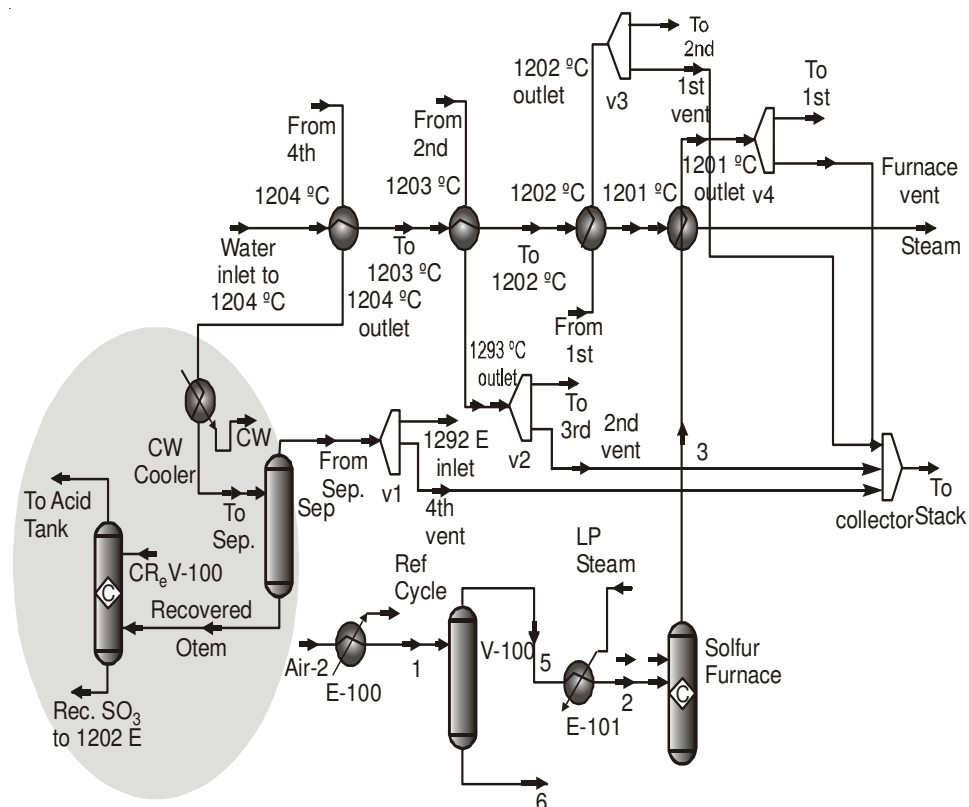 To
2nd
1202 ºC
outlet
v3
1st
vent
To
1st
From
4th
From
2nd
1201 ºC
outlet
v4
Furnace
vent
1204 ºC
1203 ºC
1202 ºC
1201 ºC
Water
inlet to
1204 ºC
To
1203 ºC
1204 ºC
outlet
To
1202 ºC
Steam
From
1st
1293 ºC
outlet
To
3rd
2nd
vent
v2
CW
CW
Cooler
From
Sep.
1292 E
inlet
v1
3
To Acid
Tank
To
Sep.
Sep
4th
vent
collector
To
Stack
CReV-100
C
Recovered
Otem
Ref
Cycle
LP
Steam
Air-2
E-100
1
V-100
5
E-101
2
C
Solfur
Furnace
Rec. SO3
to 1202 E
6